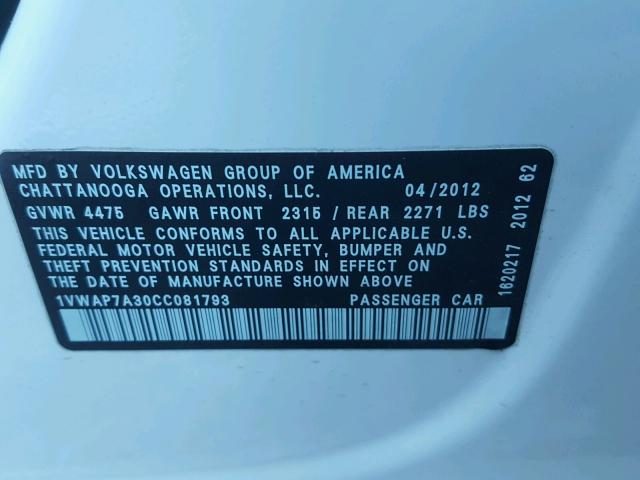 MFD BY VOLKSWAGEN GROUP OF AMERICA
CHATTANOOGA OPERATIONS, LLC. 04/2012
GVWR 4475 GAWR FRONT 2315 / REAR 2271 LBS
THIS VEHICLE CONFORMS TO ALL APPLICABLE U.S.
FEDERAL MOTOR VEHICLE SAFETY, BUMPER AND
THEFT PREVENTION STANDARDS IN EFFECT ON
THE DATE OF MANUFACTURE SHOWN ABOVE
1VWAP7A30CC081793 PASSENGER CAR
1620217 2012 62